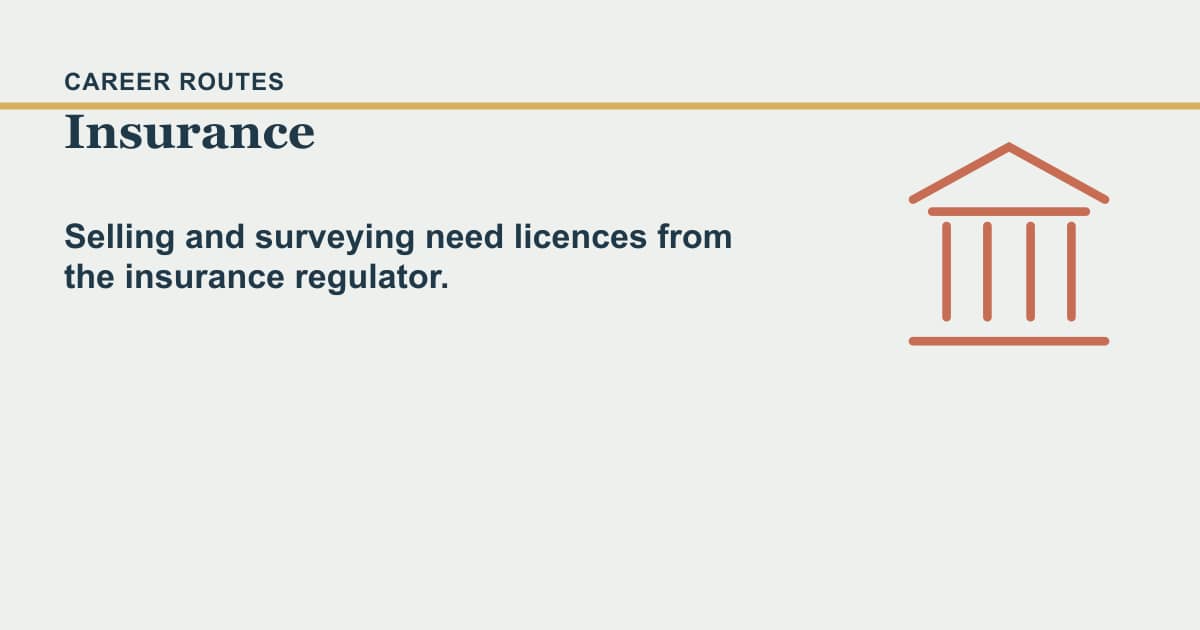 CAREER ROUTES
Insurance
Selling and surveying need licences from
the insurance regulator.